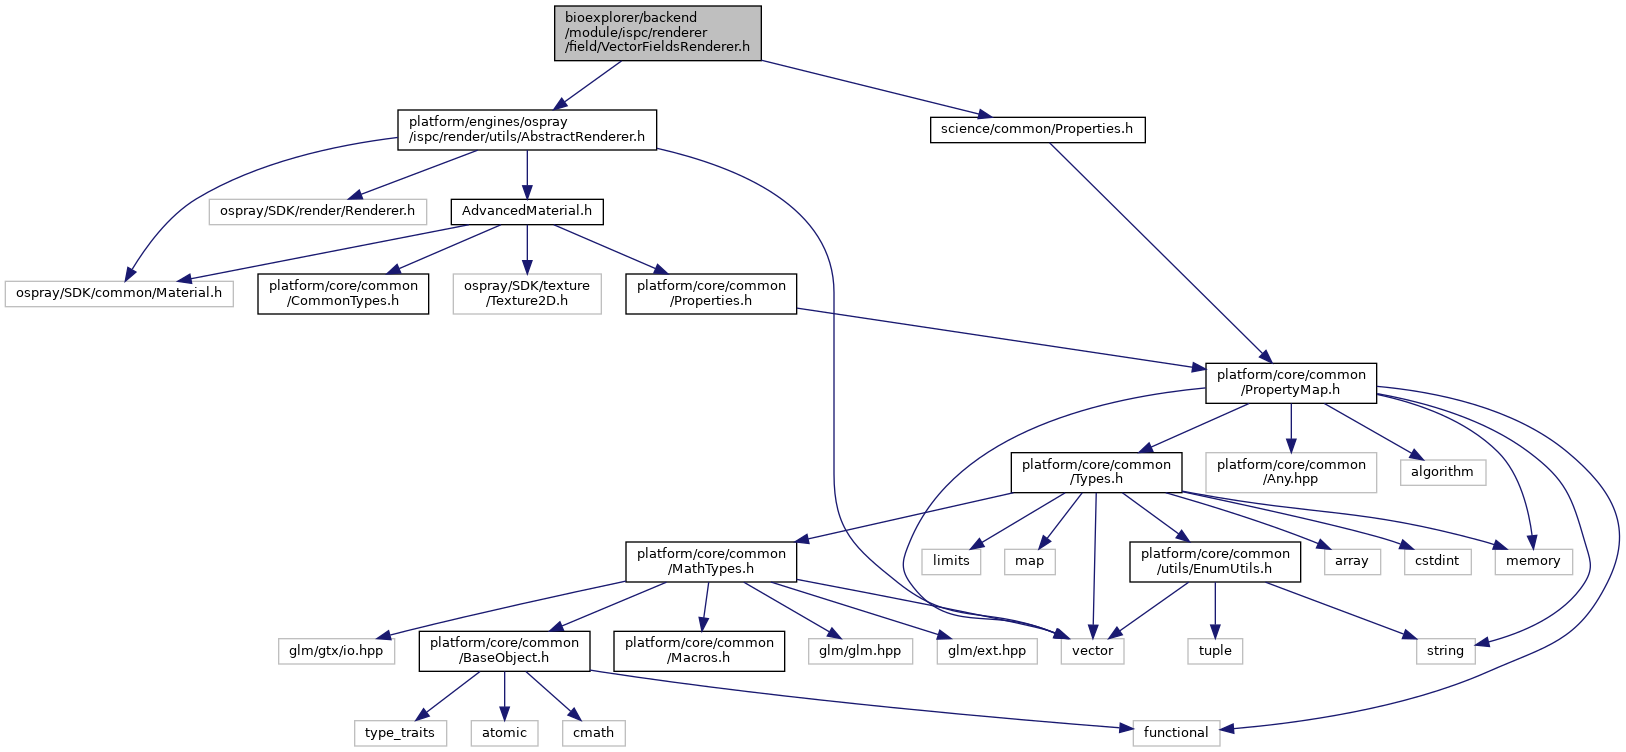 bioexplorer/backend
/module/ispc/renderer
/field/VectorFieldsRenderer.h
platform/engines/ospray
/ispc/render/utils/AbstractRenderer.h
science/common/Properties.h
ospray/SDK/render/Renderer.h
AdvancedMaterial.h
ospray/SDK/common/Material.h
platform/core/common
/CommonTypes.h
ospray/SDK/texture
/Texture2D.h
platform/core/common
/Properties.h
platform/core/common
/PropertyMap.h
platform/core/common
/Types.h
platform/core/common
/Any.hpp
algorithm
platform/core/common
/MathTypes.h
limits
map
platform/core/common
/utils/EnumUtils.h
array
cstdint
memory
glm/gtx/io.hpp
platform/core/common
/BaseObject.h
platform/core/common
/Macros.h
glm/glm.hpp
glm/ext.hpp
vector
tuple
string
type_traits
atomic
cmath
functional